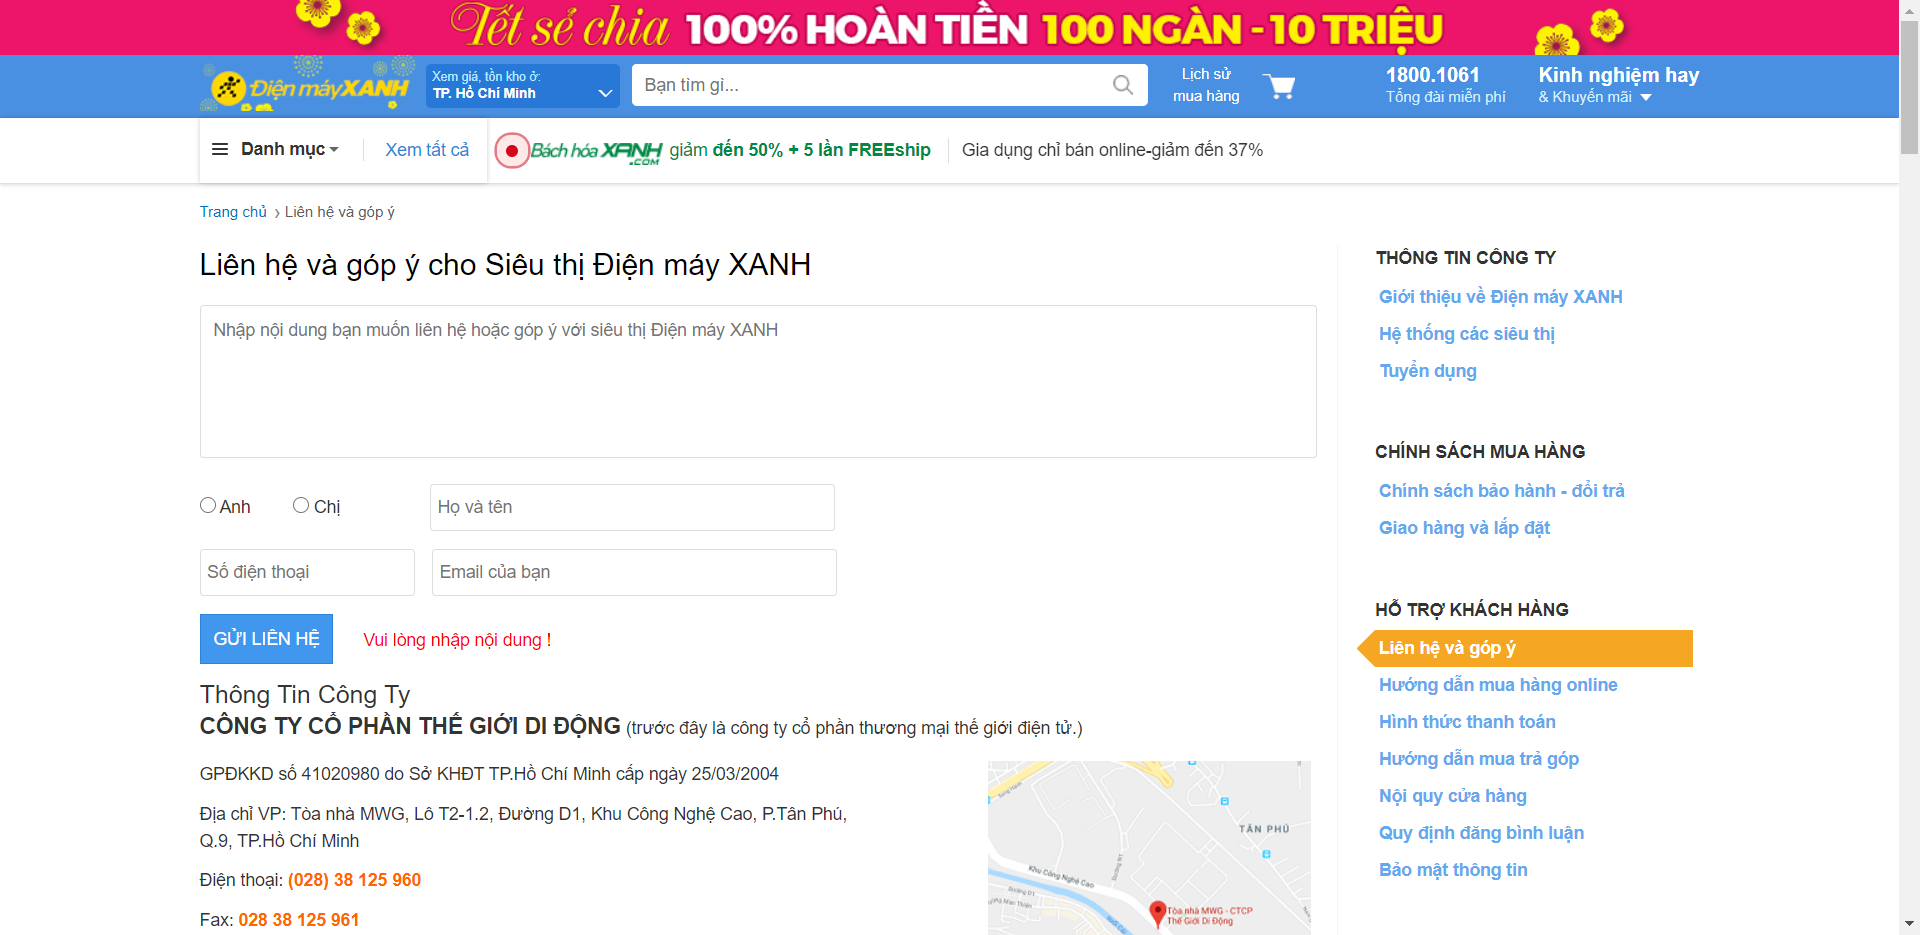 Tết sẻ chia 100% HOÀN TIỀN 100 NGÀN - 10 TRIỆU
Điện máy XANH
Xem giá, tồn kho ở:
TP. Hồ Chí Minh
Bạn tìm gì...
Lịch sử
mua hàng
1800.1061
Tổng đài miễn phí
Kinh nghiệm hay
& Khuyến mãi
Danh mục
Xem tất cả
Bách hóa XANH .COM giảm đến 50% + 5 lần FREEship
Gia dụng chỉ bán online-giảm đến 37%
Trang chủ › Liên hệ và góp ý
Liên hệ và góp ý cho Siêu thị Điện máy XANH
Nhập nội dung bạn muốn liên hệ hoặc góp ý với siêu thị Điện máy XANH
Anh
Chị
Họ và tên
Số điện thoại
Email của bạn
GỬI LIÊN HỆ
Vui lòng nhập nội dung !
Thông Tin Công Ty
CÔNG TY CỔ PHẦN THẾ GIỚI DI ĐỘNG (trước đây là công ty cổ phần thương mại thế giới điện tử.)
GPĐKKD số 41020980 do Sở KHĐT TP.Hồ Chí Minh cấp ngày 25/03/2004
Địa chỉ VP: Tòa nhà MWG, Lô T2-1.2, Đường D1, Khu Công Nghệ Cao, P.Tân Phú,
Q.9, TP.Hồ Chí Minh
Điện thoại: (028) 38 125 960
Fax: 028 38 125 961
TÂN PHÚ
Khu Công Nghệ Cao
Đường D1
Tòa nhà MWG - CTCP
Thế Giới Di Động
THÔNG TIN CÔNG TY
Giới thiệu về Điện máy XANH
Hệ thống các siêu thị
Tuyển dụng
CHÍNH SÁCH MUA HÀNG
Chính sách bảo hành - đổi trả
Giao hàng và lắp đặt
HỖ TRỢ KHÁCH HÀNG
Liên hệ và góp ý
Hướng dẫn mua hàng online
Hình thức thanh toán
Hướng dẫn mua trả góp
Nội quy cửa hàng
Quy định đăng bình luận
Bảo mật thông tin